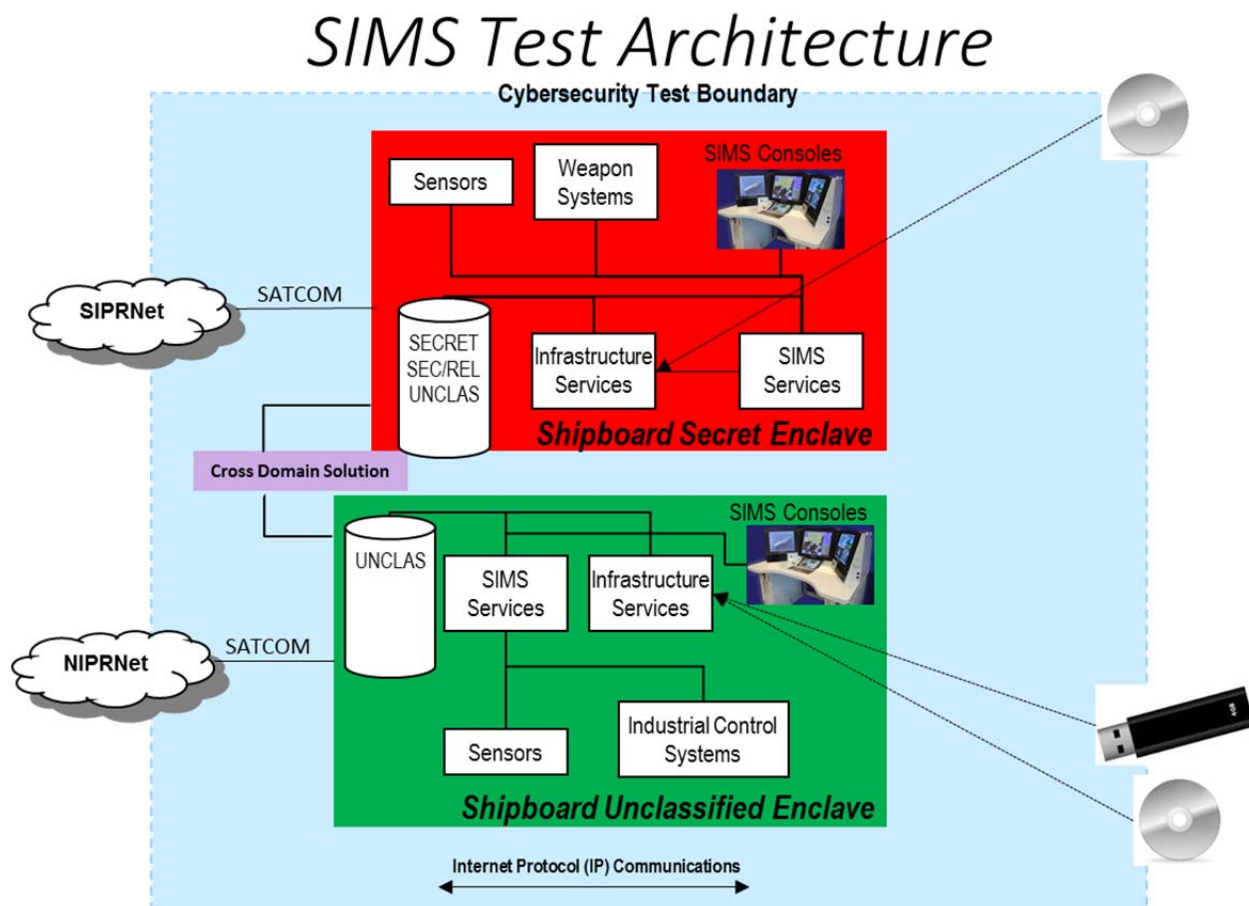 SIMS Test Architecture
Cybersecurity Test Boundary
Sensors
Weapon
Systems
SIMS Consoles
SIPRNet
SATCOM
SECRET
SEC/REL
UNCLAS
Infrastructure
Services
SIMS
Services
Shipboard Secret Enclave
Cross Domain Solution
SIMS Consoles
UNCLAS
SIMS
Services
Infrastructure
Services
NIPRNet
SATCOM
Sensors
Industrial Control
Systems
Shipboard Unclassified Enclave
4GB
Internet Protocol (IP) Communications